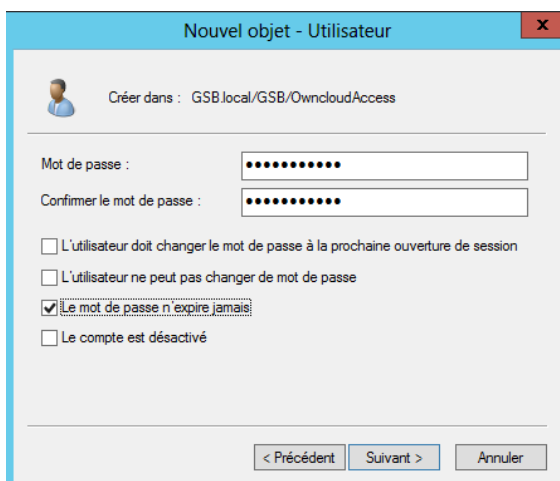 Nouvel objet - Utilisateur
x
Créer dans : GSB.local/GSB/OwncloudAccess
Mot de passe : •••••••••••
Confirmer le mot de passe : •••••••••••
L'utilisateur doit changer le mot de passe à la prochaine ouverture de session
L'utilisateur ne peut pas changer de mot de passe
Le mot de passe n'expire jamais
Le compte est désactivé
< Précédent Suivant > Annuler